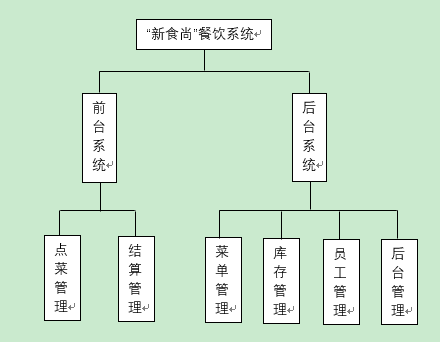 “新食尚”餐饮系统
前台系统
后台系统
点菜管理
结算管理
菜单管理
库存管理
员工管理
后台管理